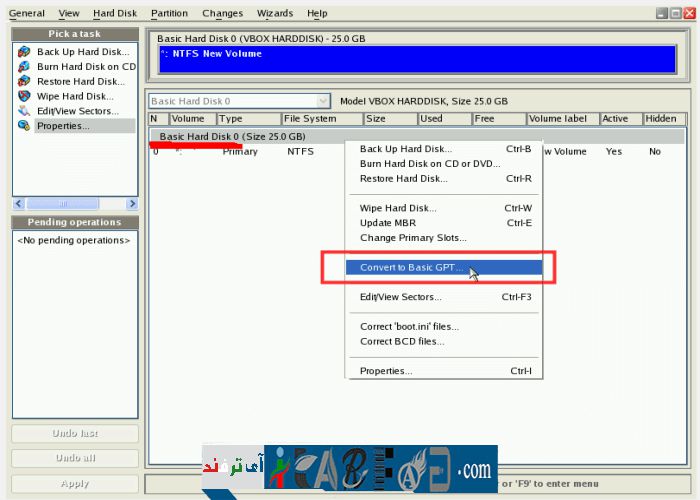 General View Hard Disk Partition Changes Wizards Help
Pick a task
Back Up Hard Disk...
Burn Hard Disk on CD
Restore Hard Disk...
Wipe Hard Disk...
Edit/View Sectors...
Properties...
Pending operations
<No pending operations>
Undo last
Undo all
Apply
Basic Hard Disk 0 (VBOX HARDDISK) - 25.0 GB
*: NTFS New Volume
Basic Hard Disk 0
Model VBOX HARDDISK, Size 25.0 GB
N Volume Type File System Size Used Free Volume label Active Hidden
Basic Hard Disk 0 (Size 25.0 GB)
0 *: Primary NTFS w Volume Yes No
Back Up Hard Disk... Ctrl-B
Burn Hard Disk on CD or DVD...
Restore Hard Disk... Ctrl-R
Wipe Hard Disk... Ctrl-W
Update MBR Ctrl-E
Change Primary Slots...
Convert to Basic GPT...
Edit/View Sectors... Ctrl-F3
Correct 'boot.ini' files...
Correct BCD files...
Properties... Ctrl-I
آی ترفند
.com
or 'F9' to enter menu